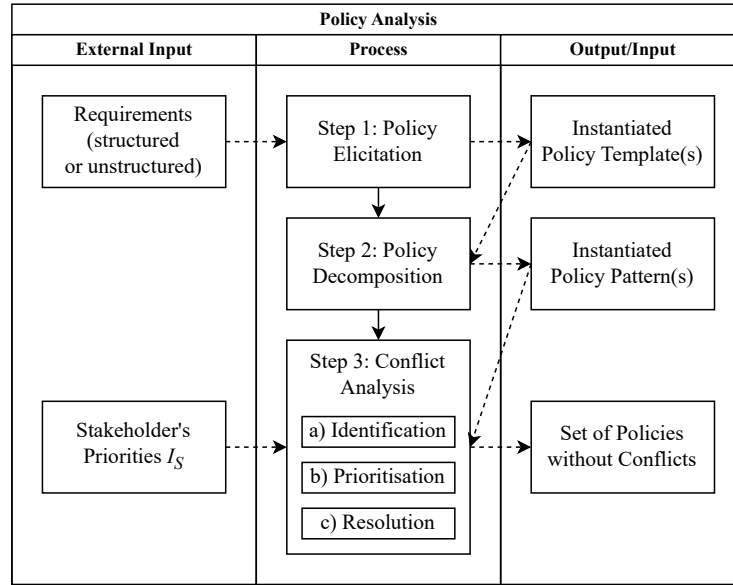 Policy Analysis
External Input
Process
Output/Input
Requirements
(structured
or unstructured)
Step 1: Policy
Elicitation
Instantiated
Policy Template(s)
Step 2: Policy
Decomposition
Instantiated
Policy Pattern(s)
Step 3: Conflict
Analysis
a) Identification
b) Prioritisation
c) Resolution
Stakeholder's
Priorities I_S
Set of Policies
without Conflicts